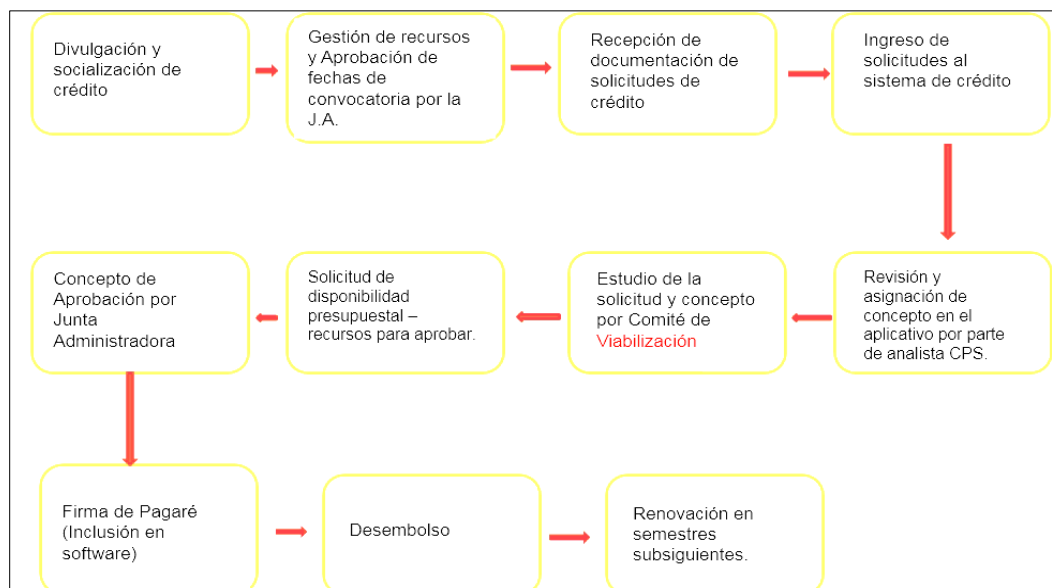 Divulgación y
socialización de
crédito
Gestión de recursos
y Aprobación de
fechas de
convocatoria por la
J.A.
Recepción de
documentación de
solicitudes de
crédito
Ingreso de
solicitudes al
sistema de crédito
Revisión y
asignación de
concepto en el
aplicativo por parte
de analista CPS.
Estudio de la
solicitud y concepto
por Comité de
Viabilización
Solicitud de
disponibilidad
presupuestal –
recursos para aprobar.
Concepto de
Aprobación por
Junta
Administradora
Firma de Pagaré
(Inclusión en
software)
Desembolso
Renovación en
semestres
subsiguientes.